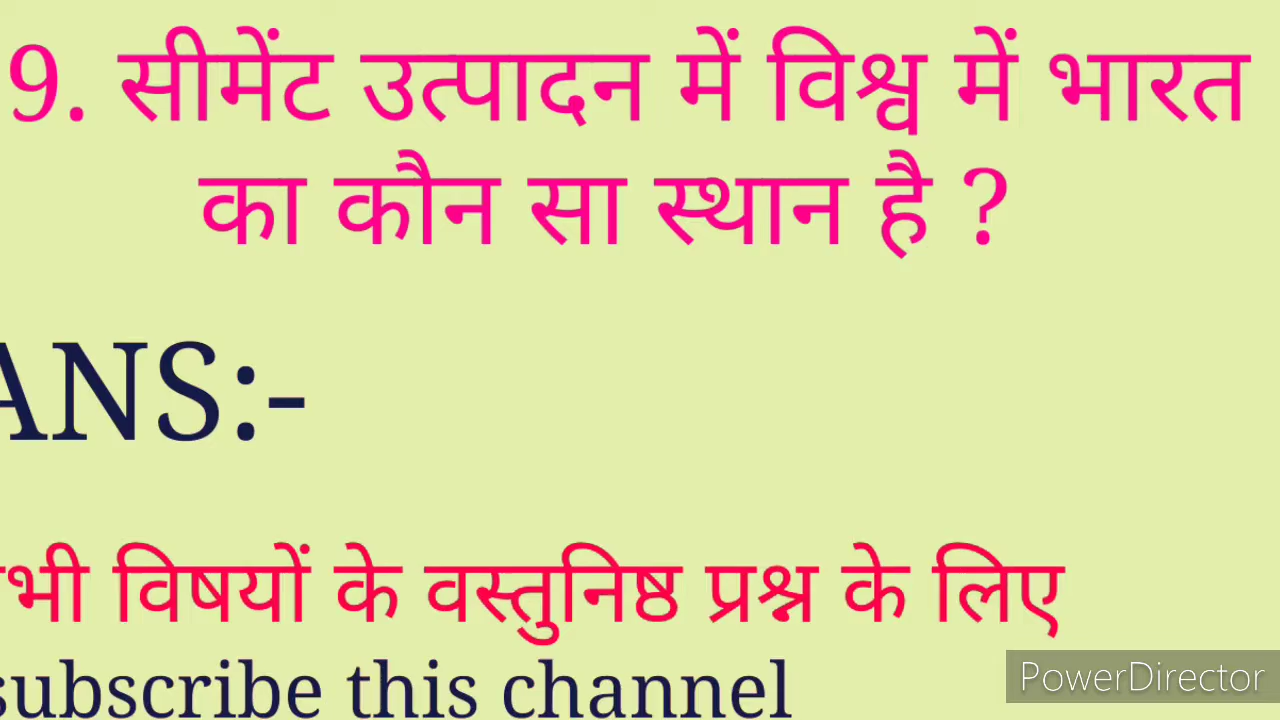 9. सीमेंट उत्पादन में विश्व में भारत
का कौन सा स्थान है ?
ANS:-
भी विषयों के वस्तुनिष्ठ प्रश्न के लिए
subscribe this channel
PowerDirector